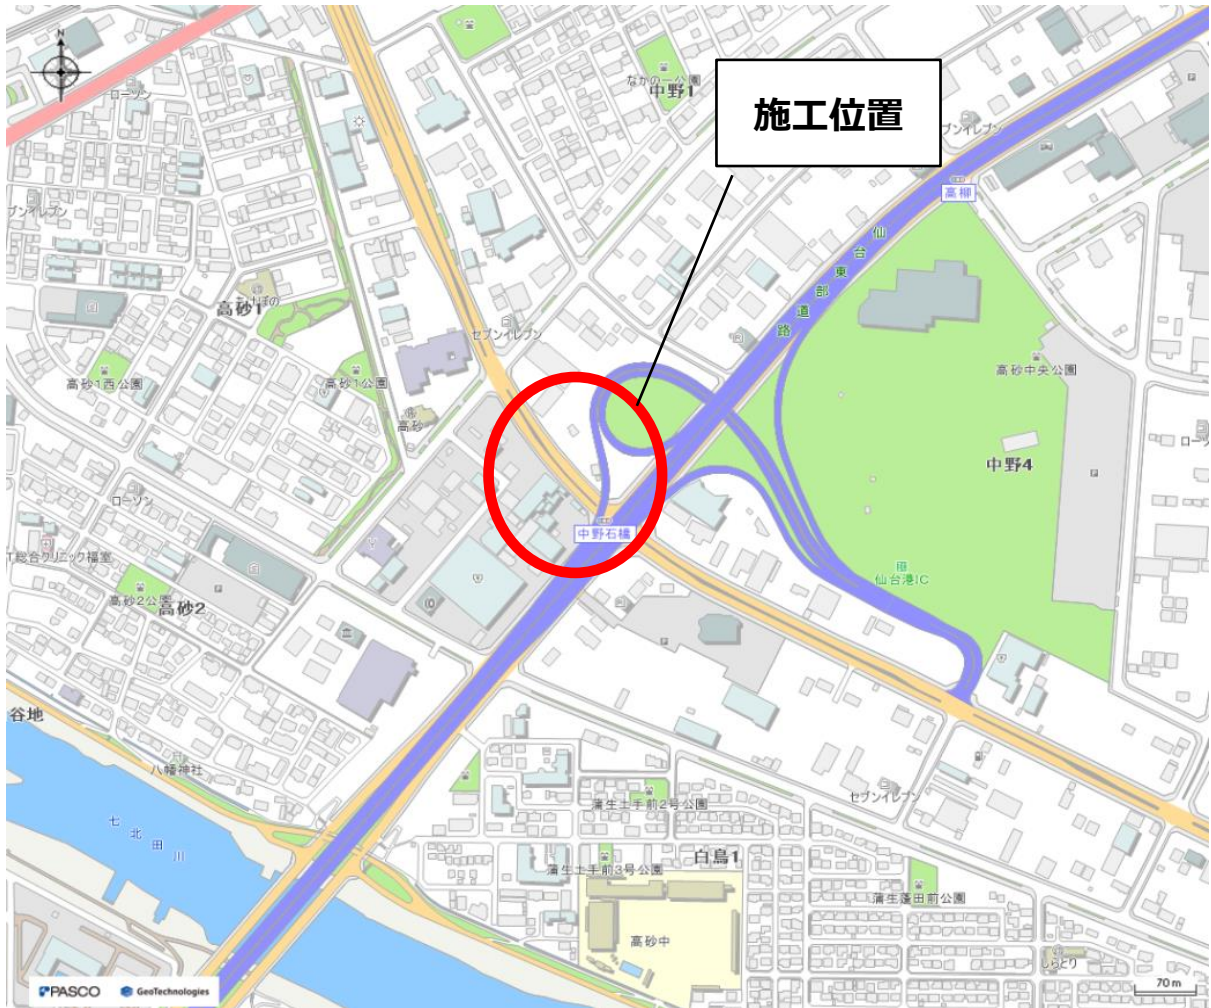 N
ローソン
なかの一公園
中野1
施工位置
ブンイレブン
高柳
ブンイレブン
仙台東部道路
高砂1
セブンイレブン
高砂1西公園
高砂1公園
高砂
高砂中央公園
中野4
ロー
ローソン
中野石橋
T総合クリニック福室
仙台港IC
高砂2公園
高砂2
谷地
八幡神社
セブンイレブン
蒲生土手前2号公園
七北田川
白鳥1
蒲生土手前3号公園
蒲生蓬田前公園
高砂中
しらとり
PASCO
GeoTechnologies
70 m